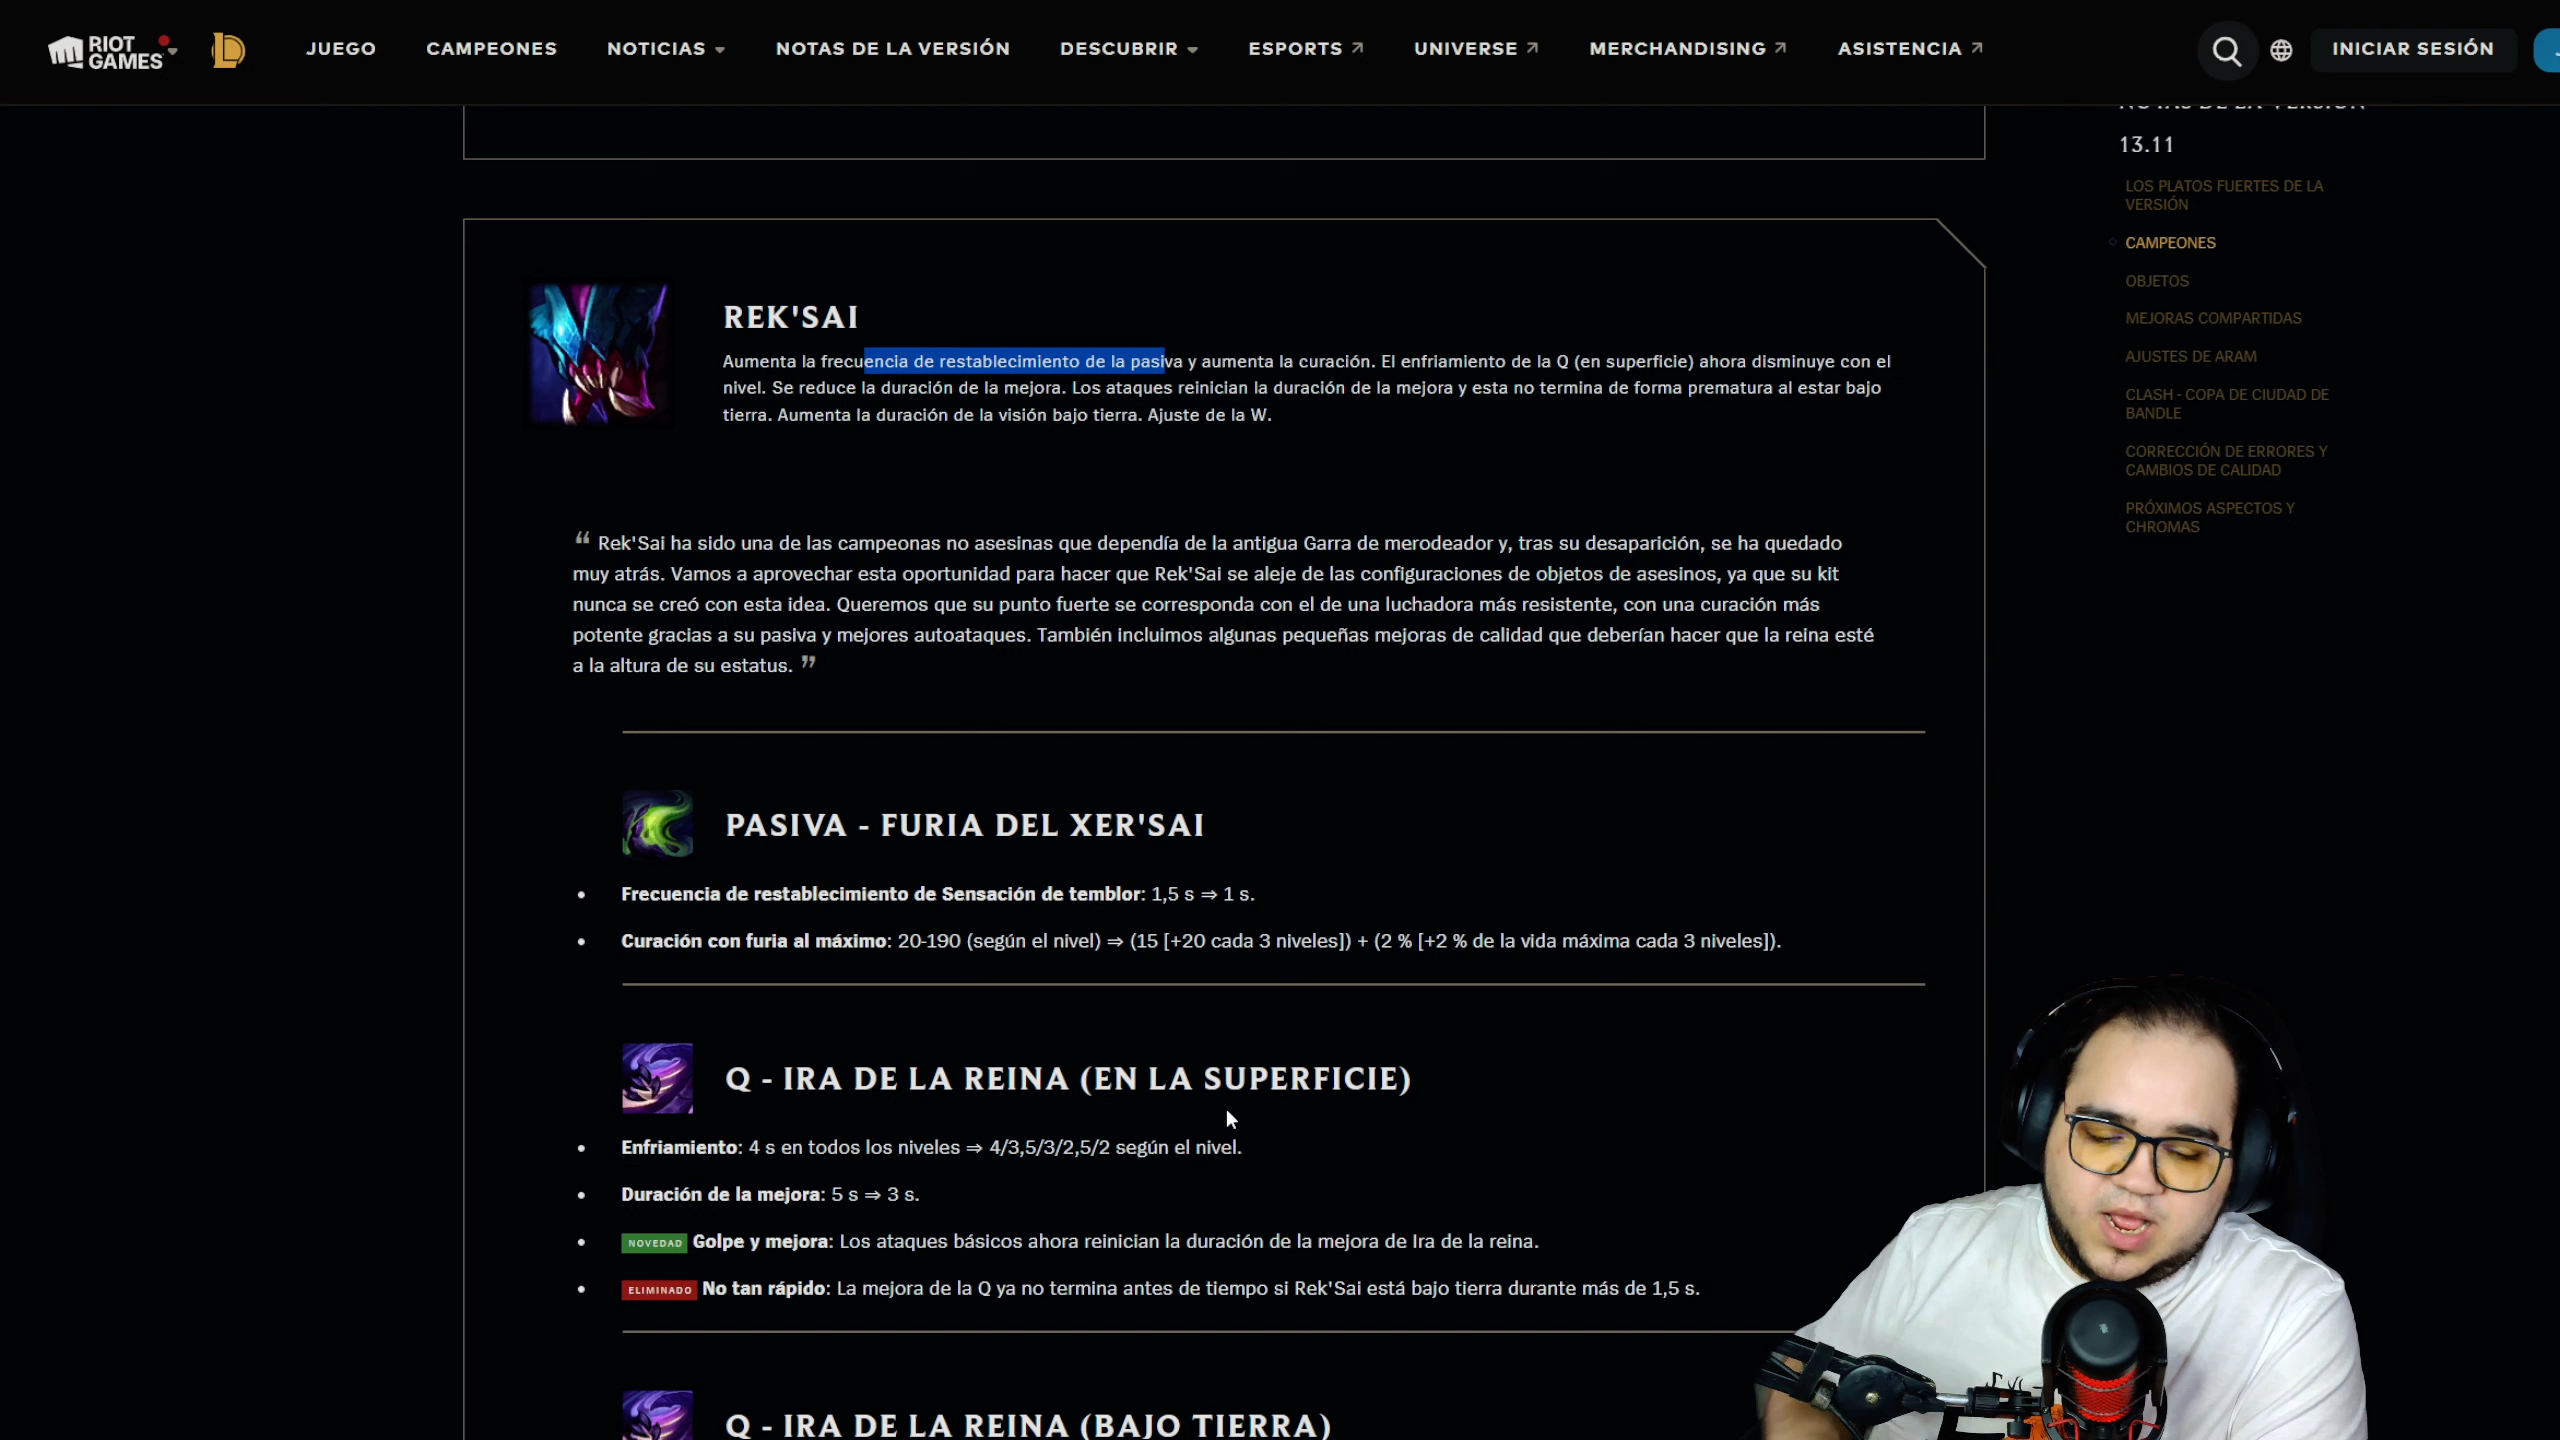 RIOT GAMES
JUEGO CAMPEONES NOTICIAS NOTAS DE LA VERSIÓN DESCUBRIR ESPORTS UNIVERSE MERCHANDISING ASISTENCIA INICIAR SESIÓN
NOTAS DE LA VERSIÓN
13.11
LOS PLATOS FUERTES DE LA
VERSIÓN
CAMPEONES
OBJETOS
MEJORAS COMPARTIDAS
AJUSTES DE ARAM
CLASH - COPA DE CIUDAD DE
BANDLE
CORRECCIÓN DE ERRORES Y
CAMBIOS DE CALIDAD
PRÓXIMOS ASPECTOS Y
CHROMAS
REK'SAI
Aumenta la frecuencia de restablecimiento de la pasiva y aumenta la curación. El enfriamiento de la Q (en superficie) ahora disminuye con el
nivel. Se reduce la duración de la mejora. Los ataques reinician la duración de la mejora y esta no termina de forma prematura al estar bajo
tierra. Aumenta la duración de la visión bajo tierra. Ajuste de la W.
“ Rek'Sai ha sido una de las campeonas no asesinas que dependía de la antigua Garra de merodeador y, tras su desaparición, se ha quedado
muy atrás. Vamos a aprovechar esta oportunidad para hacer que Rek'Sai se aleje de las configuraciones de objetos de asesinos, ya que su kit
nunca se creó con esta idea. Queremos que su punto fuerte se corresponda con el de una luchadora más resistente, con una curación más
potente gracias a su pasiva y mejores autoataques. También incluimos algunas pequeñas mejoras de calidad que deberían hacer que la reina esté
a la altura de su estatus. ”
PASIVA - FURIA DEL XER'SAI
• Frecuencia de restablecimiento de Sensación de temblor: 1,5 s ⇒ 1 s.
• Curación con furia al máximo: 20-190 (según el nivel) ⇒ (15 [+20 cada 3 niveles]) + (2 % [+2 % de la vida máxima cada 3 niveles]).
Q - IRA DE LA REINA (EN LA SUPERFICIE)
• Enfriamiento: 4 s en todos los niveles ⇒ 4/3,5/3/2,5/2 según el nivel.
• Duración de la mejora: 5 s ⇒ 3 s.
• NOVEDAD Golpe y mejora: Los ataques básicos ahora reinician la duración de la mejora de Ira de la reina.
• ELIMINADO No tan rápido: La mejora de la Q ya no termina antes de tiempo si Rek'Sai está bajo tierra durante más de 1,5 s.
Q - IRA DE LA REINA (BAJO TIERRA)